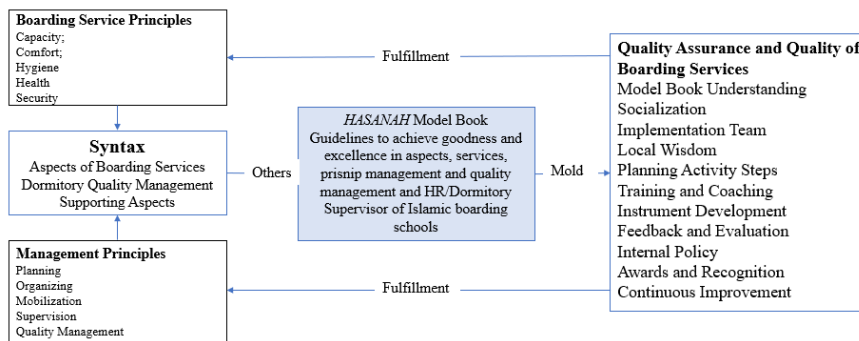 Boarding Service Principles
Capacity;
Comfort;
Hygiene
Health
Security
Fulfillment
Syntax
Aspects of Boarding Services
Dormitory Quality Management
Supporting Aspects
Others
HASANAH Model Book
Guidelines to achieve goodness and
excellence in aspects, services,
prisnip management and quality
management and HR/Dormitory
Supervisor of Islamic boarding
schools
Mold
Quality Assurance and Quality of
Boarding Services
Model Book Understanding
Socialization
Implementation Team
Local Wisdom
Planning Activity Steps
Training and Coaching
Instrument Development
Feedback and Evaluation
Internal Policy
Awards and Recognition
Continuous Improvement
Management Principles
Planning
Organizing
Mobilization
Supervision
Quality Management
Fulfillment